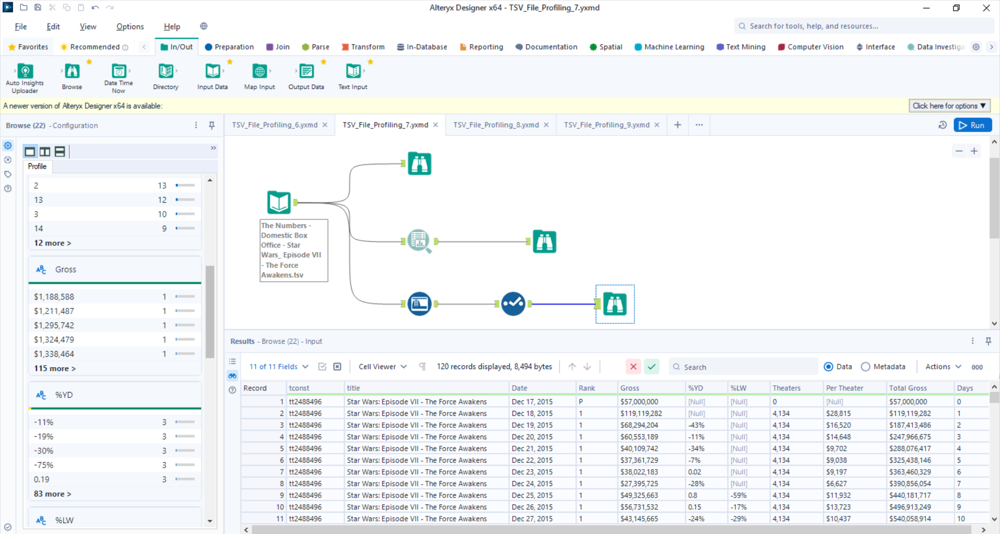 Alteryx Designer x64 - TSV_File_Profiling_7.yxmd
File Edit View Options Help
Search for tools, help, and resources...
Favorites Recommended In/Out Preparation Join Parse Transform In-Database Reporting Documentation Spatial Machine Learning Text Mining Computer Vision Interface Data Investiga
Auto Insights Uploader
Browse
Date Time Now
Directory
Input Data
Map Input
Output Data
Text Input
A newer version of Alteryx Designer x64 is available:
Click here for options ▼
Browse (22) - Configuration
TSV_File_Profiling_6.yxmd TSV_File_Profiling_7.yxmd TSV_File_Profiling_8.yxmd TSV_File_Profiling_9.yxmd
Run
Profile
2 13
13 12
3 10
14 9
12 more >
ABC Gross
$1,188,588 1
$1,211,487 1
$1,295,742 1
$1,324,479 1
$1,338,464 1
115 more >
ABC %YD
-11% 3
-19% 3
-30% 3
-75% 3
0.19 3
83 more >
ABC %LW
The Numbers -
Domestic Box
Office - Star
Wars_ Episode VII
- The Force
Awakens.tsv
Results - Browse (22) - Input
11 of 11 Fields Cell Viewer 120 records displayed, 8,494 bytes Search Data Metadata Actions 000
Record tconst title Date Rank Gross %YD %LW Theaters Per Theater Total Gross Days
1 tt2488496 Star Wars: Episode VII - The Force Awakens Dec 17, 2015 P $57,000,000 [Null] [Null] 0 [Null] $57,000,000 0
2 tt2488496 Star Wars: Episode VII - The Force Awakens Dec 18, 2015 1 $119,119,282 [Null] [Null] 4,134 $28,815 $119,119,282 1
3 tt2488496 Star Wars: Episode VII - The Force Awakens Dec 19, 2015 1 $68,294,204 -43% [Null] 4,134 $16,520 $187,413,486 2
4 tt2488496 Star Wars: Episode VII - The Force Awakens Dec 20, 2015 1 $60,553,189 -11% [Null] 4,134 $14,648 $247,966,675 3
5 tt2488496 Star Wars: Episode VII - The Force Awakens Dec 21, 2015 1 $40,109,742 -34% [Null] 4,134 $9,702 $288,076,417 4
6 tt2488496 Star Wars: Episode VII - The Force Awakens Dec 22, 2015 1 $37,361,729 -7% [Null] 4,134 $9,038 $325,438,146 5
7 tt2488496 Star Wars: Episode VII - The Force Awakens Dec 23, 2015 1 $38,022,183 0.02 [Null] 4,134 $9,197 $363,460,329 6
8 tt2488496 Star Wars: Episode VII - The Force Awakens Dec 24, 2015 1 $27,395,725 -28% [Null] 4,134 $6,627 $390,856,054 7
9 tt2488496 Star Wars: Episode VII - The Force Awakens Dec 25, 2015 1 $49,325,663 0.8 -59% 4,134 $11,932 $440,181,717 8
10 tt2488496 Star Wars: Episode VII - The Force Awakens Dec 26, 2015 1 $56,731,532 0.15 -17% 4,134 $13,723 $496,913,249 9
11 tt2488496 Star Wars: Episode VII - The Force Awakens Dec 27, 2015 1 $43,145,665 -24% -29% 4,134 $10,437 $540,058,914 10